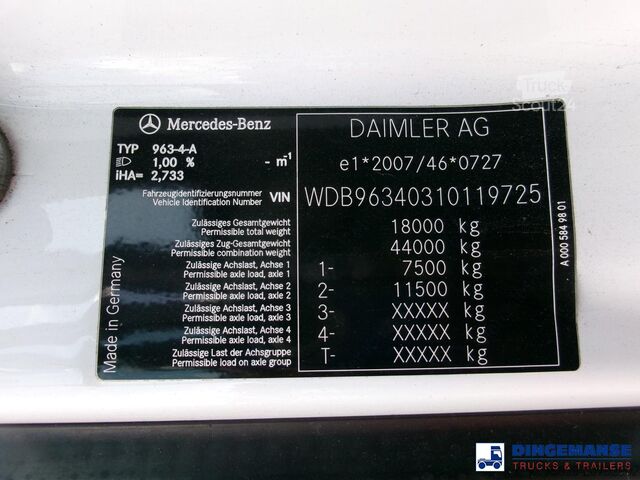 Truck
Scout24
Mercedes-Benz
DAIMLER AG
TYP 963-4-A
1,00 % - m-1
iHA= 2,733
e1*2007/46*0727
Fahrzeugidentifizierungsnummer
Vehicle Identification Number VIN
WDB96340310119725
Zulässiges Gesamtgewicht
Permissible total weight
18000 kg
Zulässiges Zug-Gesamtgewicht
Permissible combination weight
44000 kg
Zulässige Achslast, Achse 1
Permissible axle load, axle 1
1- 7500 kg
Zulässige Achslast, Achse 2
Permissible axle load, axle 2
2- 11500 kg
Zulässige Achslast, Achse 3
Permissible axle load, axle 3
3- XXXXX kg
Zulässige Achslast, Achse 4
Permissible axle load, axle 4
4- XXXXX kg
Zulässige Last der Achsgruppe
Permissible load on axle group
T- XXXXX kg
Made in Germany
A 000 584 98 01
DINGEMANSE
TRUCKS & TRAILERS